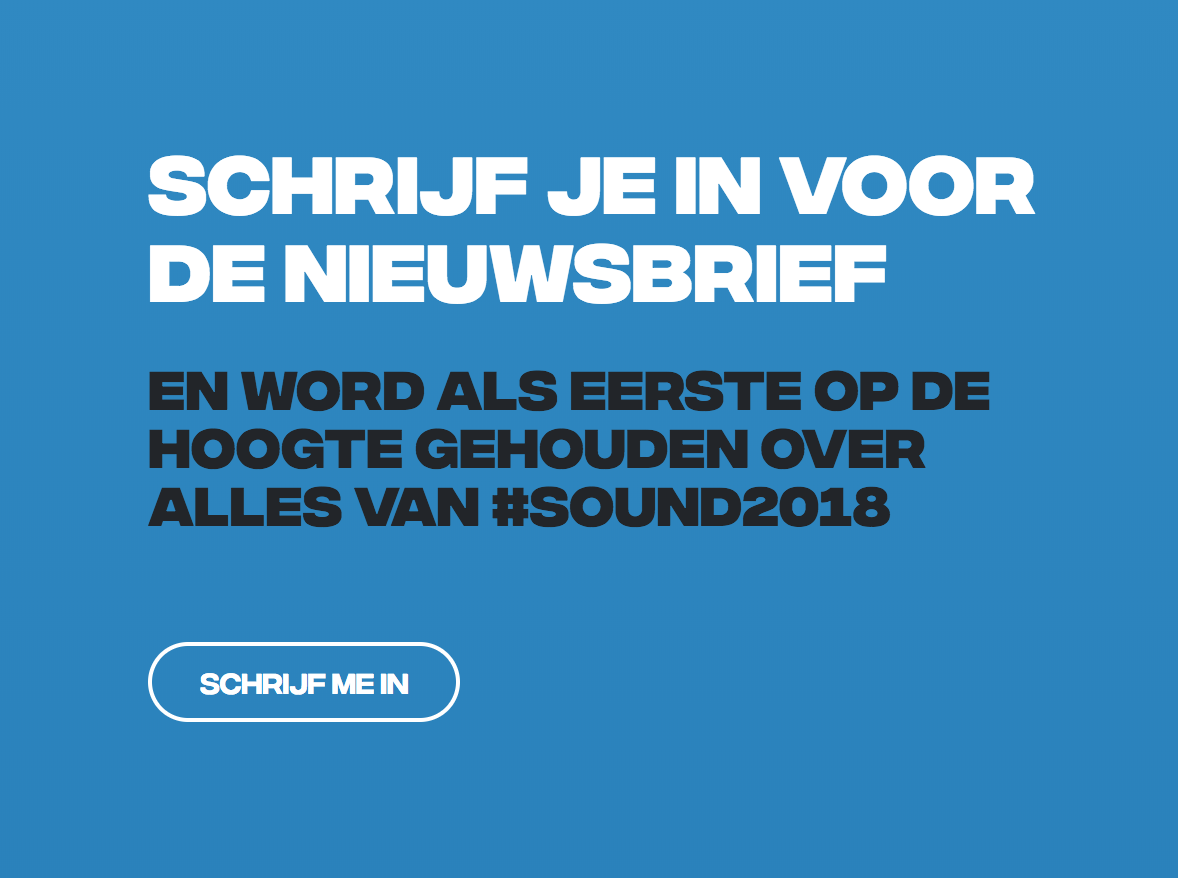 SCHRIJF JE IN VOOR
DE NIEUWSBRIEF
EN WORD ALS EERSTE OP DE
HOOGTE GEHOUDEN OVER
ALLES VAN #SOUND2018
SCHRIJF ME IN